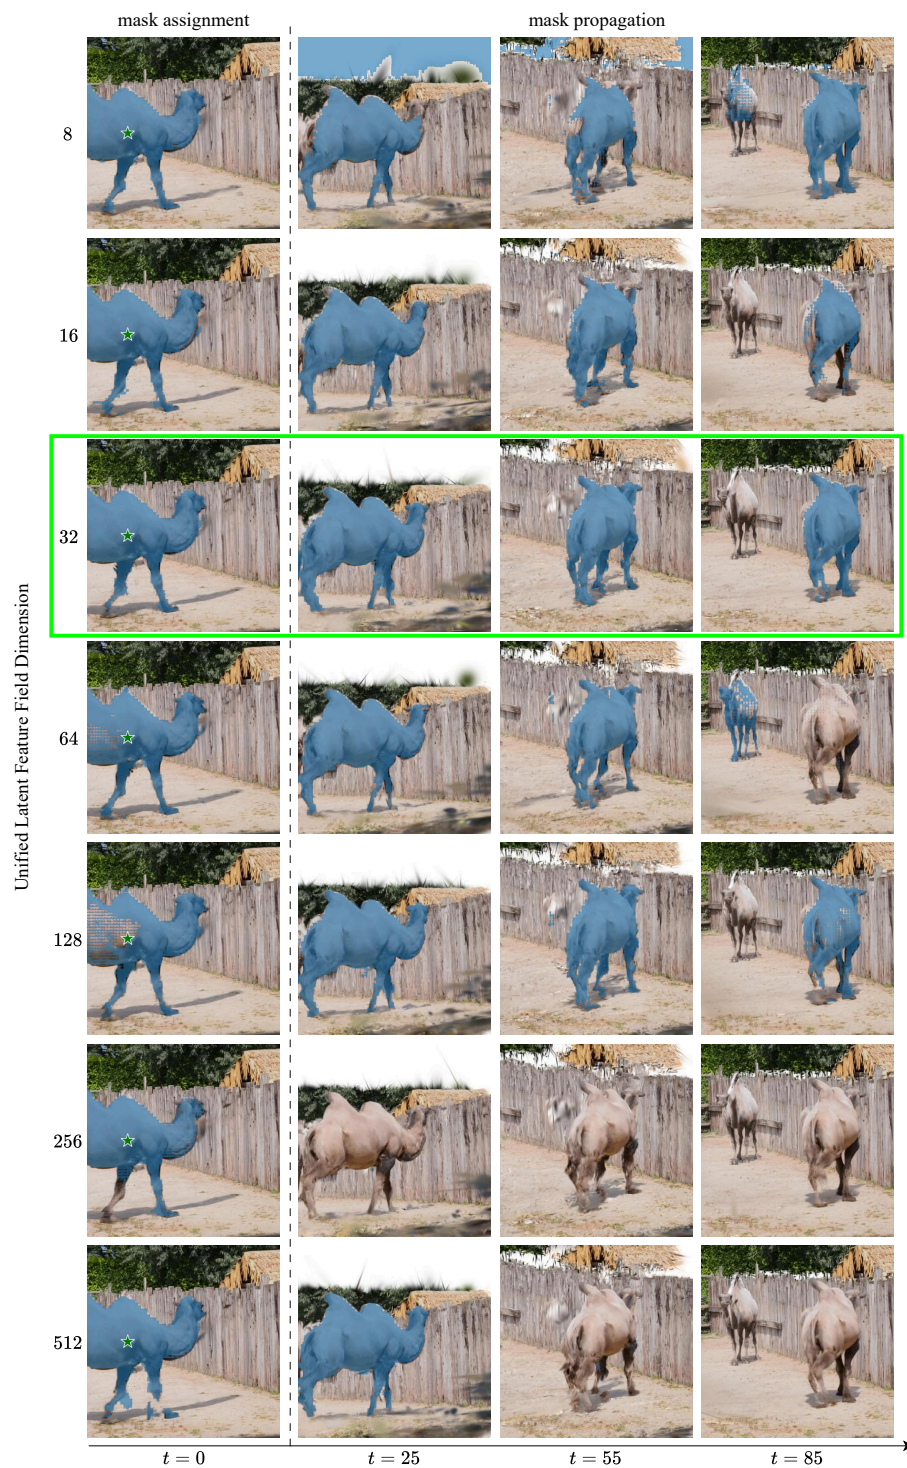 mask assignment
mask propagation
8
16
32
64
128
256
512
Unified Latent Feature Field Dimension
t = 0
t = 25
t = 55
t = 85